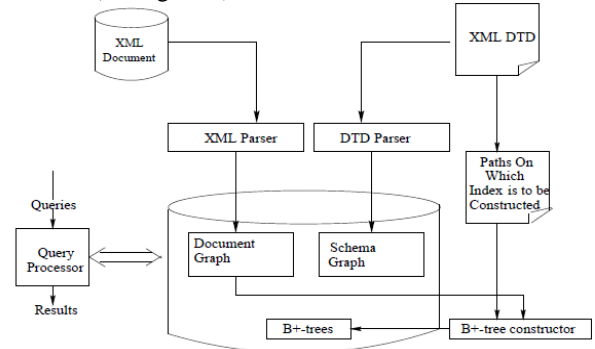 XML
Document
XML DTD
XML Parser
DTD Parser
Paths On
Which
Index is to be
Constructed
Queries
Query
Processor
Results
Document
Graph
Schema
Graph
B+-trees
B+-tree constructor